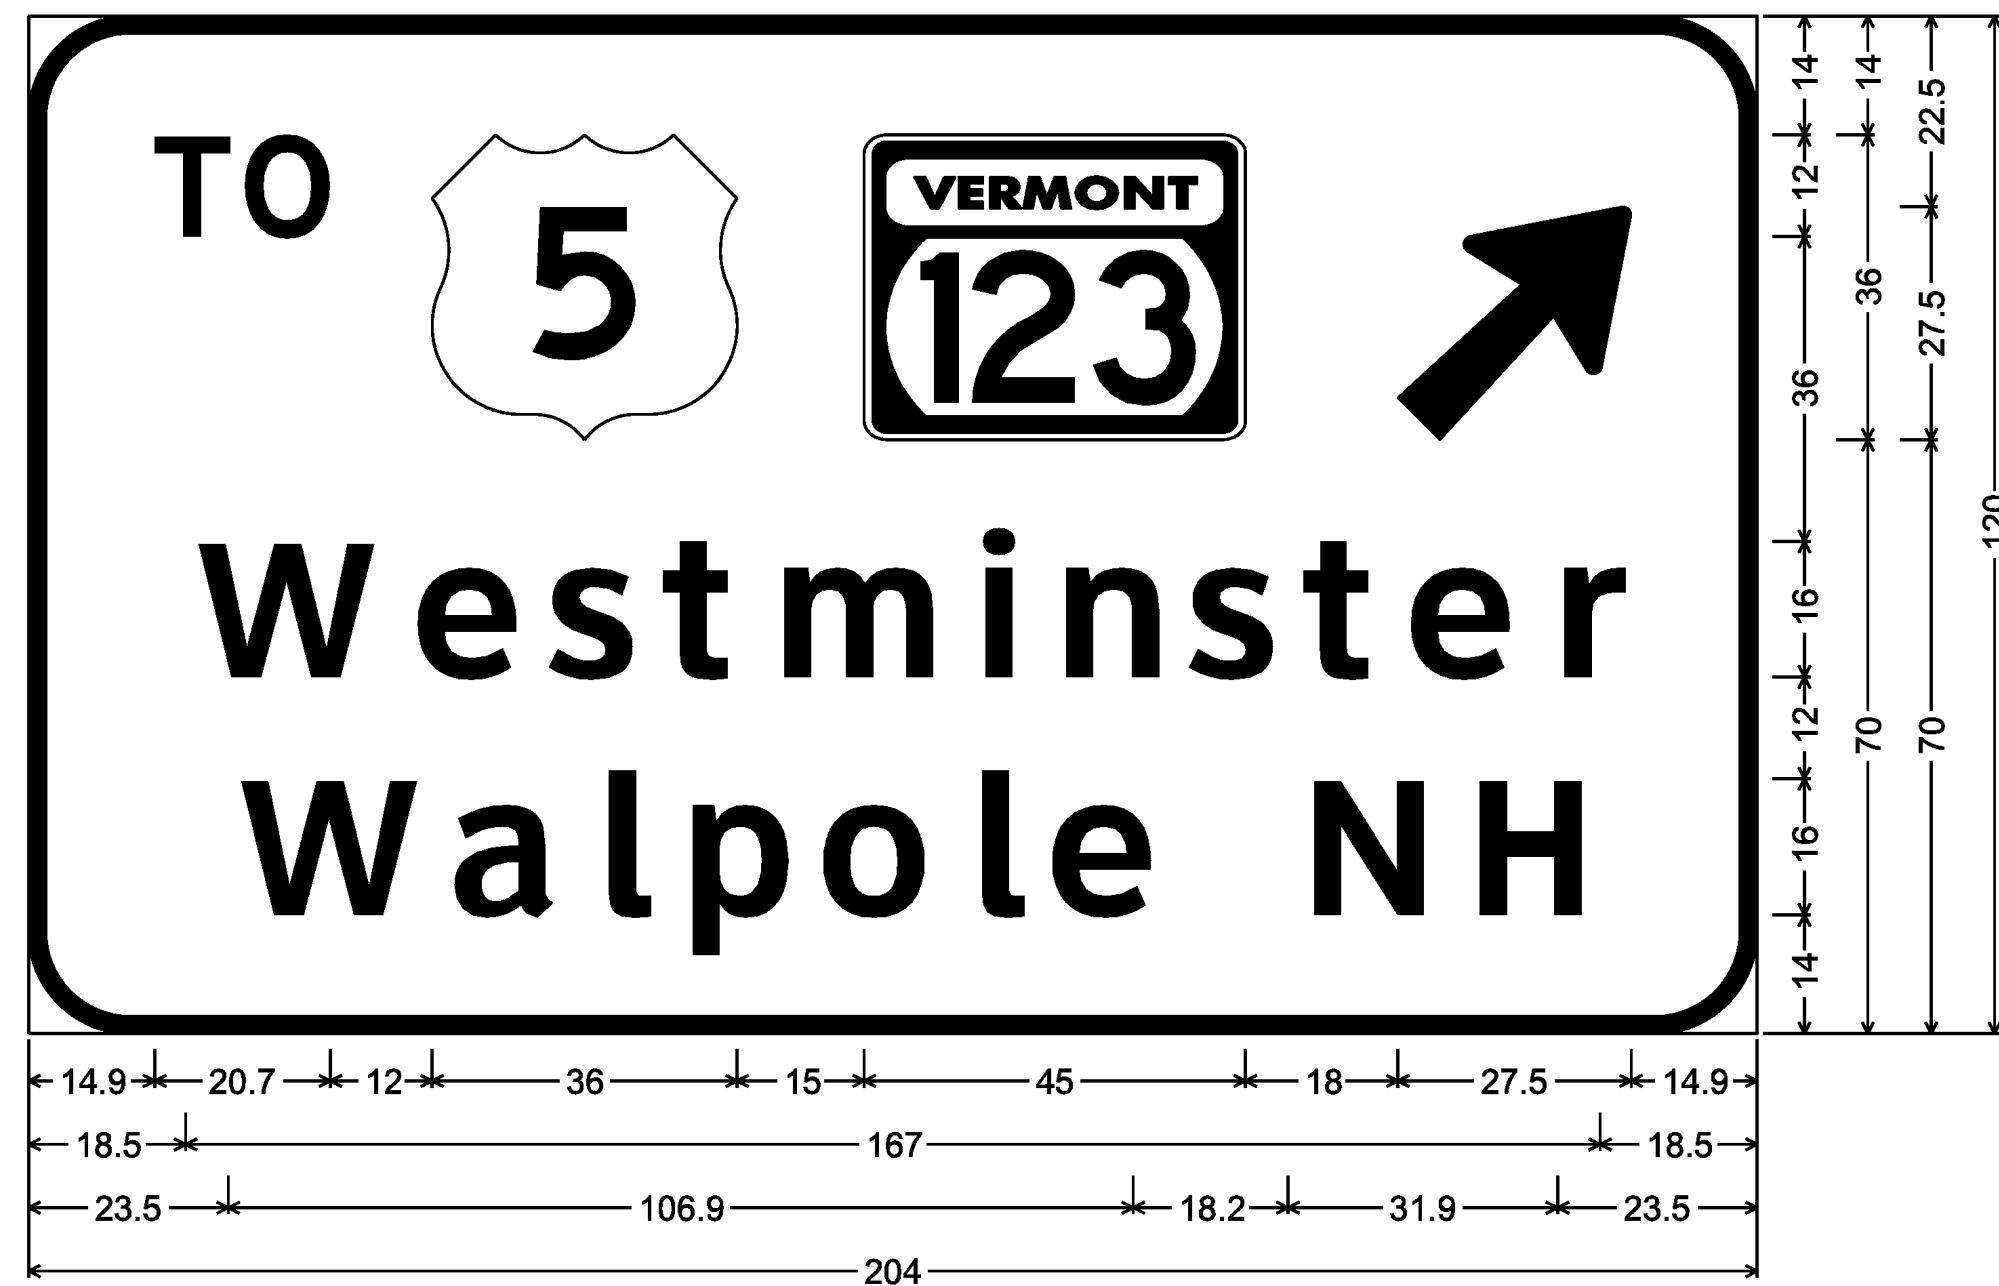 TO 5 VERMONT
123
Westminster
Walpole NH
14 12 36 16 12 16 14
14 36 70
22.5 27.5 70
120
14.9 20.7 12 36 15 45 18 27.5 14.9
18.5 167 18.5
23.5 106.9 18.2 31.9 23.5
204